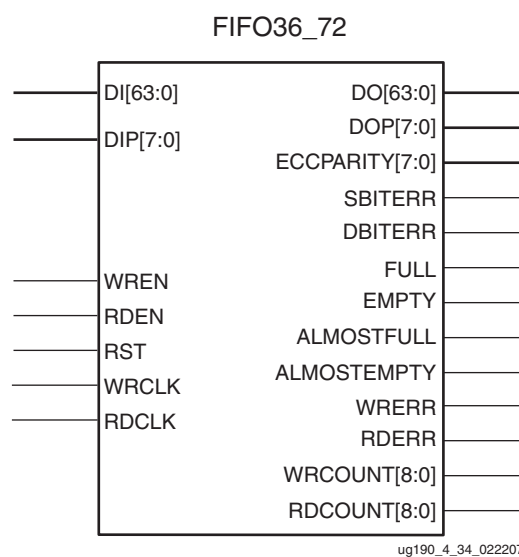 FIFO36_72
DI[63:0]
DIP[7:0]
WREN
RDEN
RST
WRCLK
RDCLK
DO[63:0]
DOP[7:0]
ECCPARITY[7:0]
SBITERR
DBITERR
FULL
EMPTY
ALMOSTFULL
ALMOSTEMPTY
WRERR
RDERR
WRCOUNT[8:0]
RDCOUNT[8:0]
ug190_4_34_022207